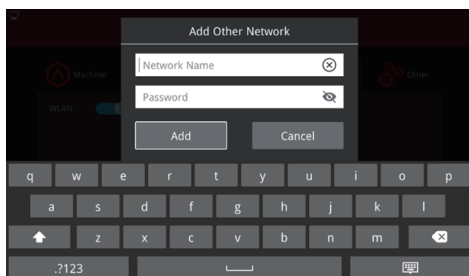 Add Other Network
Network Name
Machine
Other
Password
WLAN
Add Cancel
q w e r t y u i o p
a s d f g h j k l
z x c v b n m
.?123